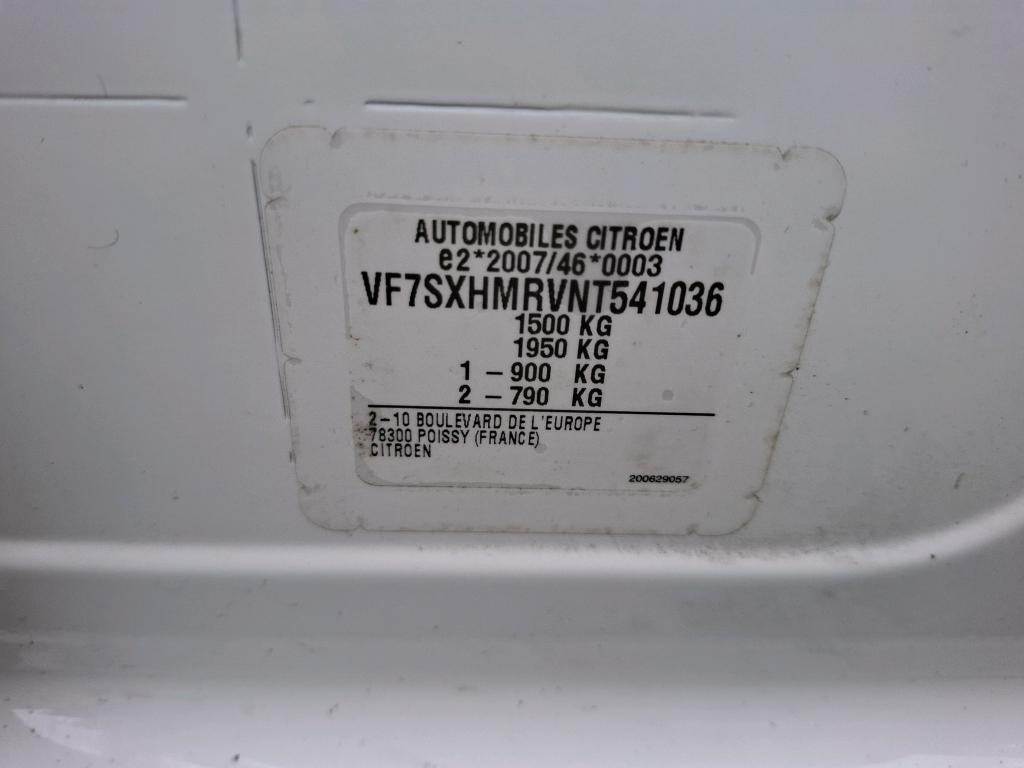 AUTOMOBILES CITROEN
e2*2007/46*0003
VF7SXHMRVNT541036
1500 KG
1950 KG
1 - 900 KG
2 - 790 KG
2-10 BOULEVARD DE L'EUROPE
78300 POISSY (FRANCE)
CITROEN
200629057